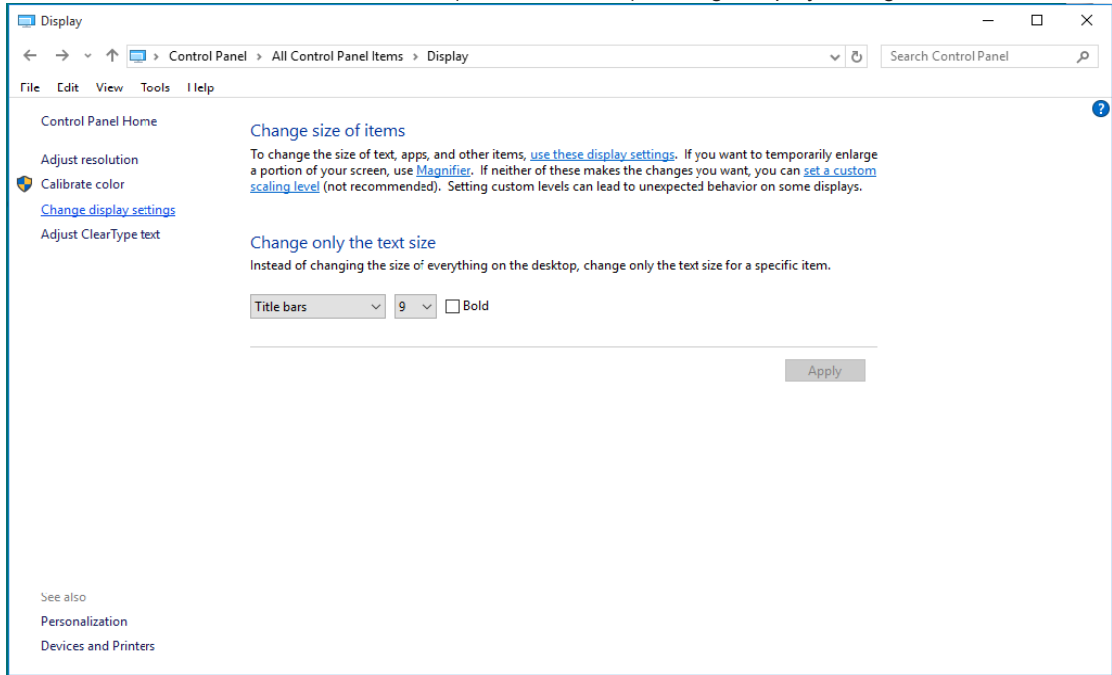 Display
Control Panel > All Control Panel Items > Display
Search Control Panel
File Edit View Tools Help
Control Panel Home
Adjust resolution
Calibrate color
Change display settings
Adjust ClearType text
Change size of items
To change the size of text, apps, and other items, use these display settings. If you want to temporarily enlarge
a portion of your screen, use Magnifier. If neither of these makes the changes you want, you can set a custom
scaling level (not recommended). Setting custom levels can lead to unexpected behavior on some displays.
Change only the text size
Instead of changing the size of everything on the desktop, change only the text size for a specific item.
Title bars 9 Bold
Apply
See also
Personalization
Devices and Printers